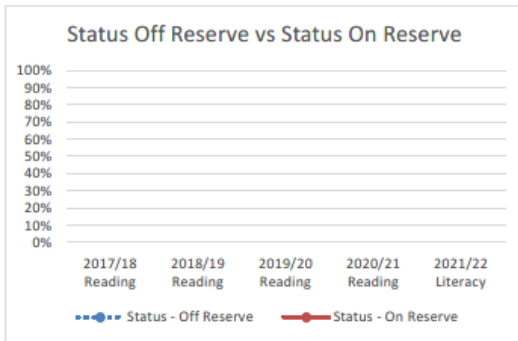 Status Off Reserve vs Status On Reserve
100%
90%
80%
70%
60%
50%
40%
30%
20%
10%
0%
2017/18 2018/19 2019/20 2020/21 2021/22
Reading Reading Reading Reading Literacy
Status - Off Reserve Status - On Reserve